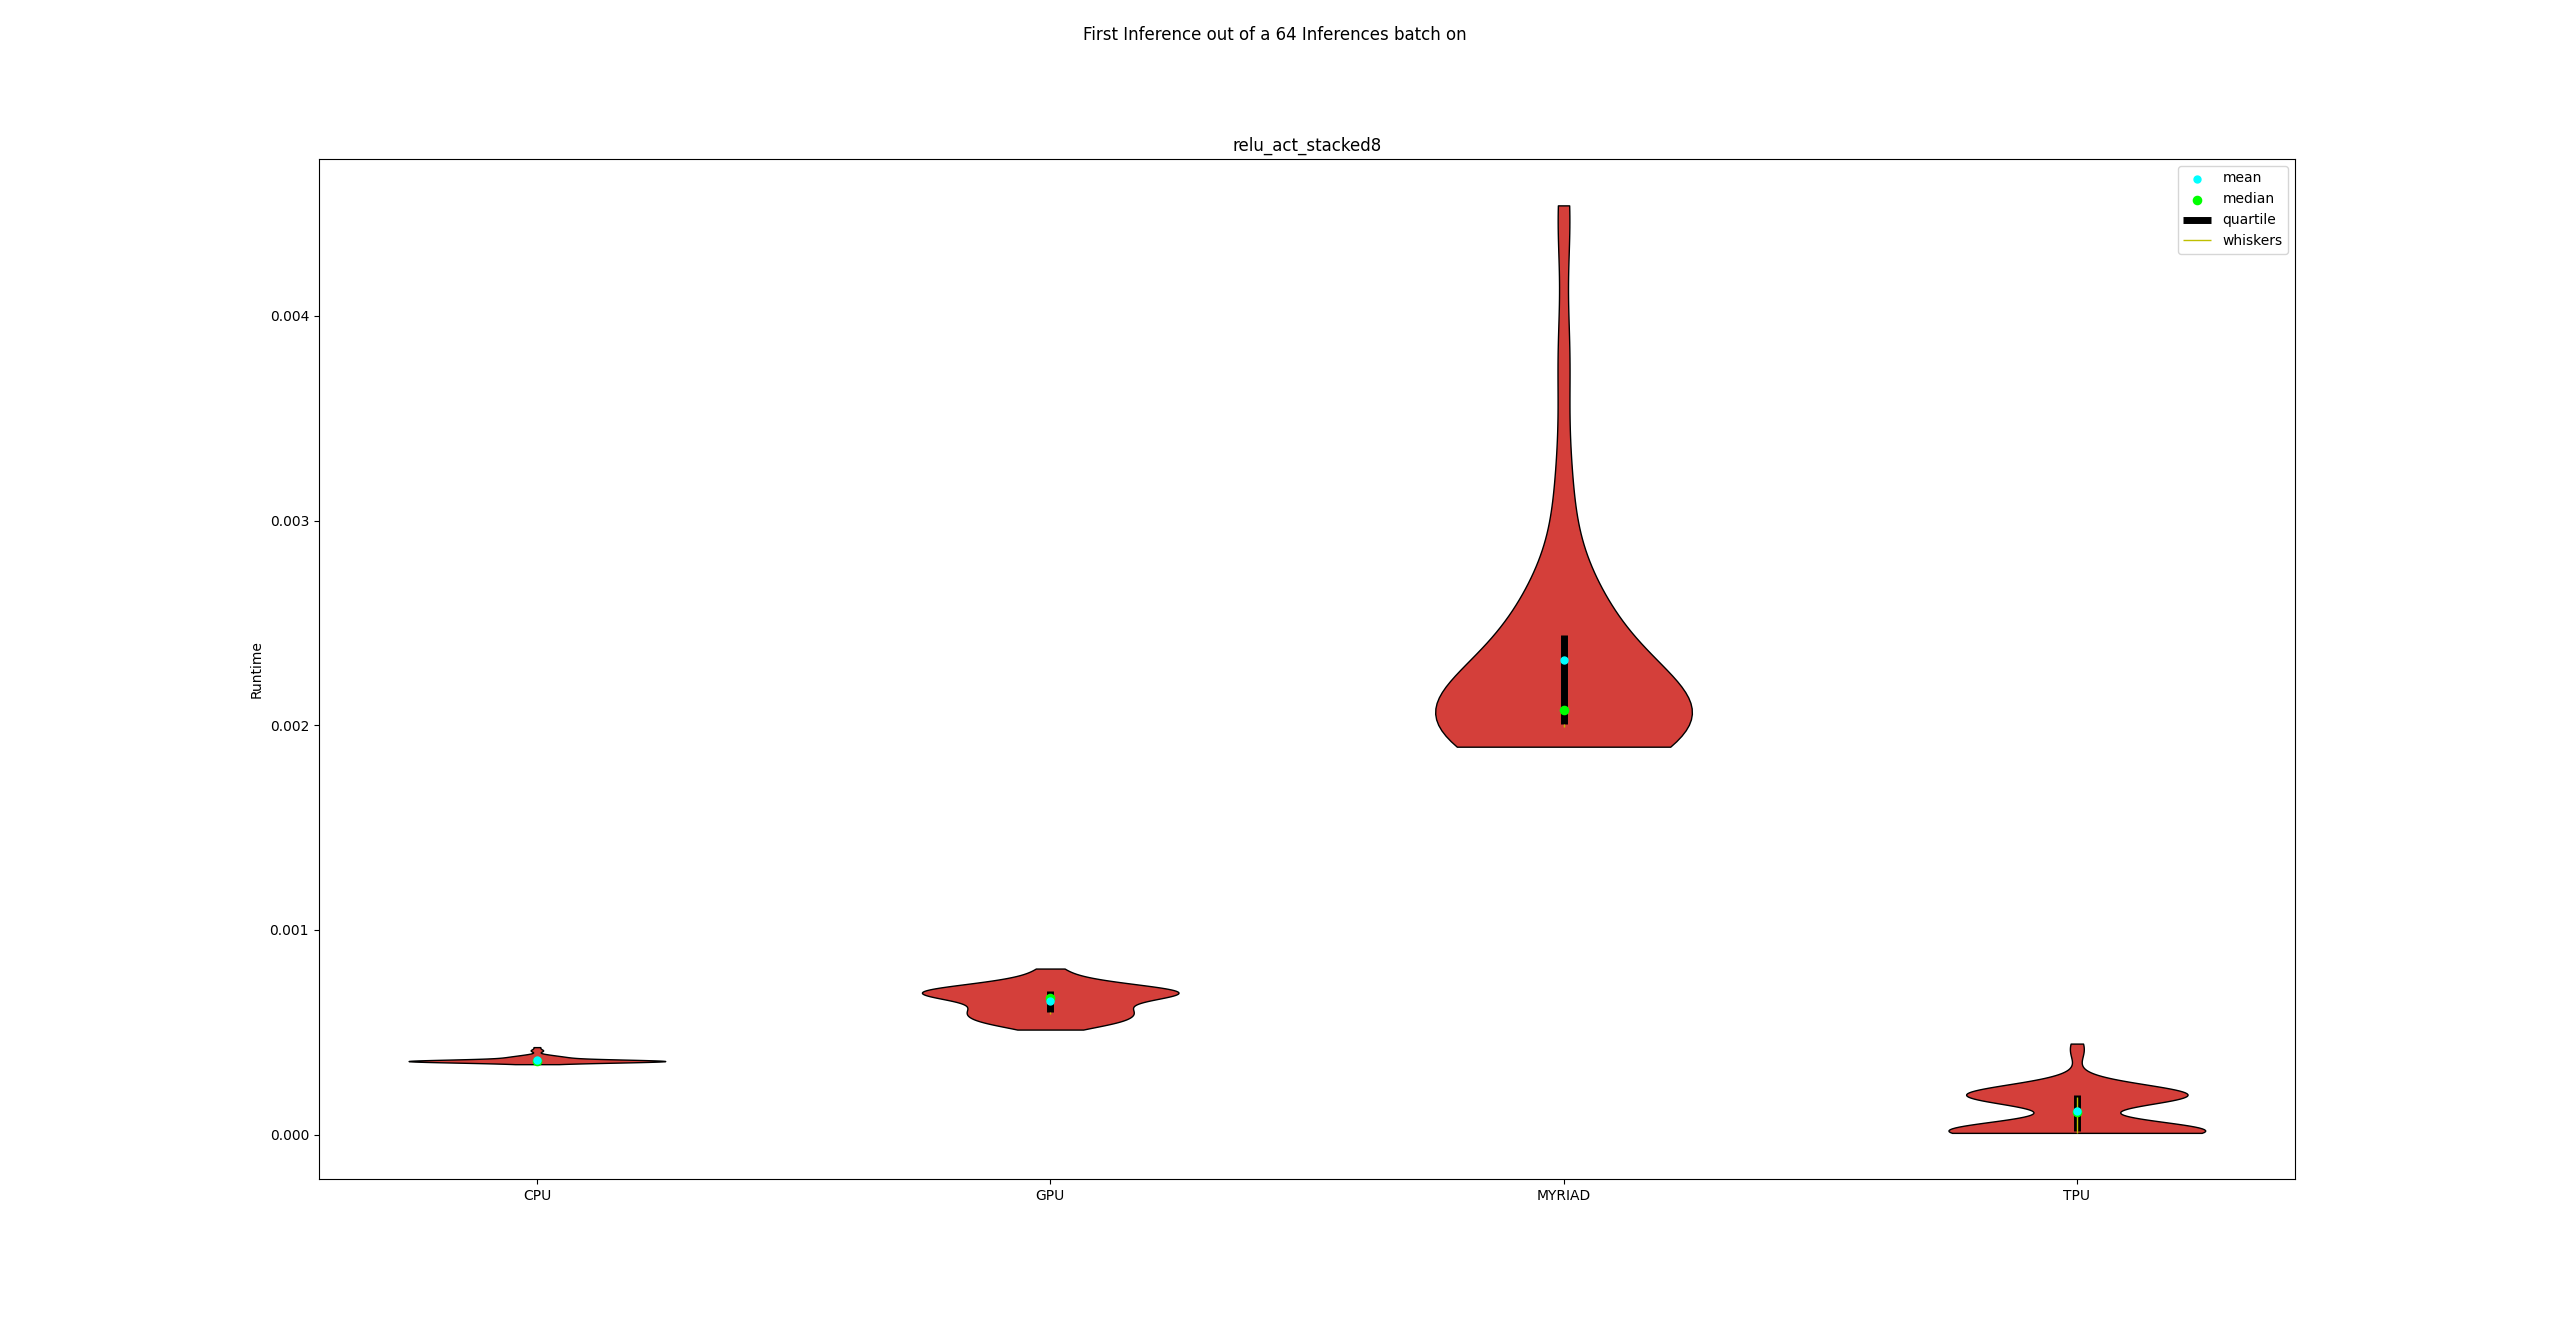 First Inference out of a 64 Inferences batch on
relu_act_stacked8
mean
median
quartile
whiskers
0.004
0.003
0.002
0.001
0.000
Runtime
CPU
GPU
MYRIAD
TPU